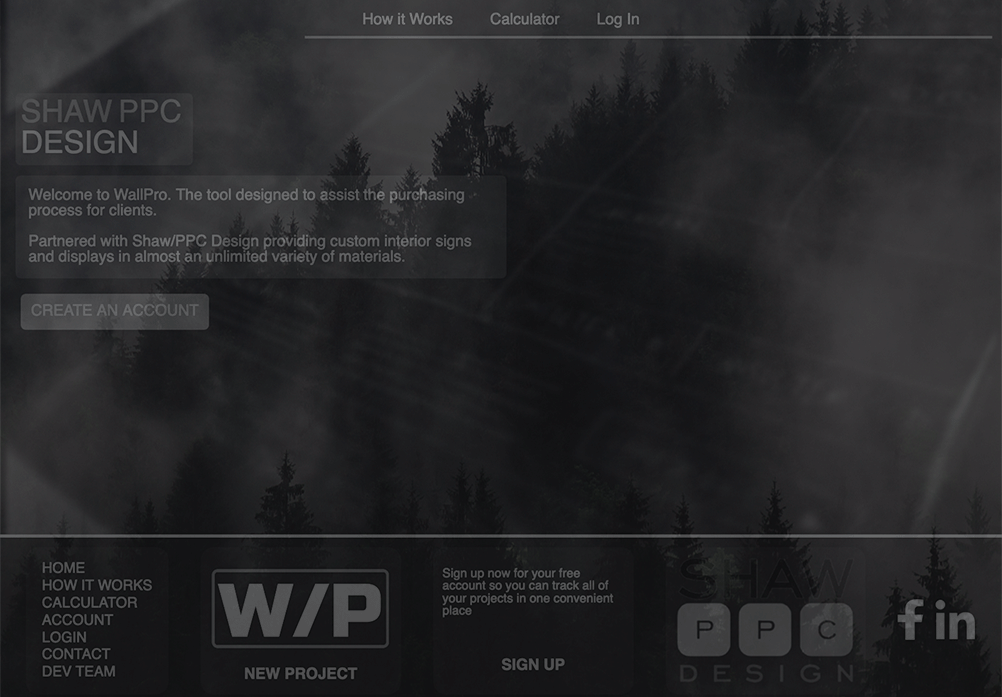 How it Works Calculator Log In
SHAW PPC
DESIGN
Welcome to WallPro. The tool designed to assist the purchasing
process for clients.
Partnered with Shaw/PPC Design providing custom interior signs
and displays in almost an unlimited variety of materials.
CREATE AN ACCOUNT
HOME
HOW IT WORKS
CALCULATOR
ACCOUNT
LOGIN
CONTACT
DEV TEAM
W/P
NEW PROJECT
Sign up now for your free
account so you can track all of
your projects in one convenient
place
SIGN UP
SHAW
P P C
DESIGN
f in